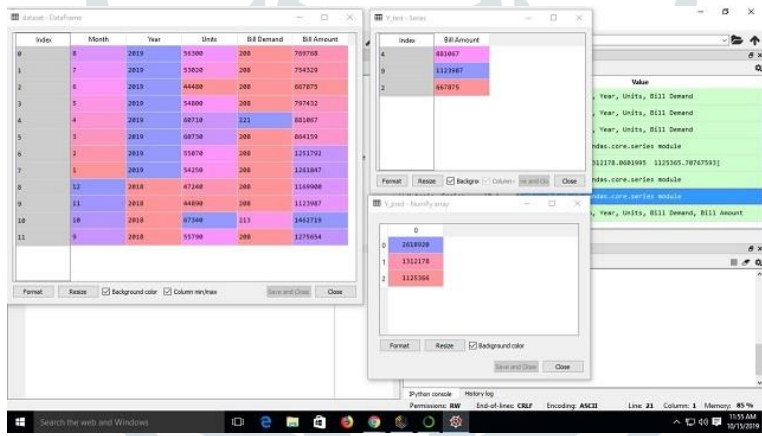 dataset - DataFrame
Index Month Year Units Bill Demand Bill Amount
0 8 2019 56300 208 769768
1 7 2019 53020 208 754329
2 6 2019 44480 208 667875
3 5 2019 54800 208 797432
4 4 2019 80710 221 881067
5 3 2019 60730 208 864159
6 2 2019 55070 208 1251792
7 1 2019 54250 208 1261847
8 12 2018 47240 208 1169900
9 11 2018 44890 208 1123987
10 10 2018 67340 213 1462719
11 9 2018 55790 208 1275654
Format Resize Background color Column min/max Save and Close Close
Y_test - Series
Index Bill Amount
4 881067
9 1123987
2 667875
Format Resize Backgrou Column Close
Y_pred - NumPy array
0
0 2618920
1 1312178
2 1125366
Format Resize Background color
Save and Close Close
Value
, Year, Units, Bill Demand
, Year, Units, Bill Demand
, Year, Units, Bill Demand
ndas.core.series module
ndas.core.series module
ndas.core.series module
, Year, Units, Bill Demand, Bill Amount
IPython console History log
Permissions: RW End-of-lines: CRLF Encoding: ASCII Line: 21 Column: 1 Memory: 85 %
Search the web and Windows
11:55 AM
10/15/2019